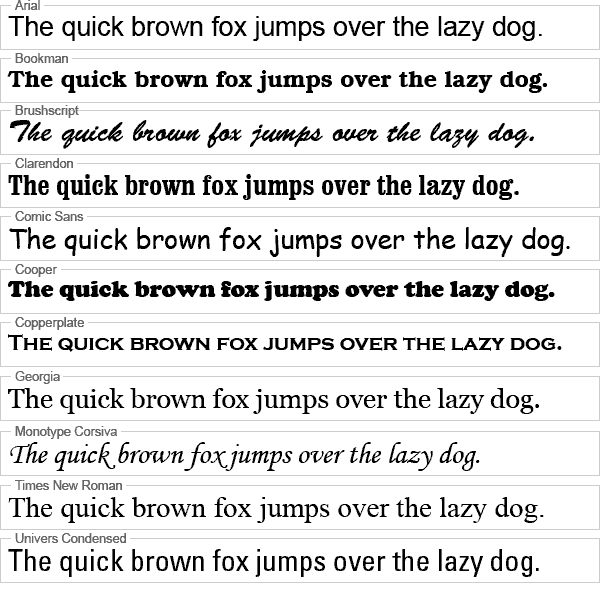 Arial
The quick brown fox jumps over the lazy dog.
Bookman
The quick brown fox jumps over the lazy dog.
Brushscript
The quick brown fox jumps over the lazy dog.
Clarendon
The quick brown fox jumps over the lazy dog.
Comic Sans
The quick brown fox jumps over the lazy dog.
Cooper
The quick brown fox jumps over the lazy dog.
Copperplate
The quick brown fox jumps over the lazy dog.
Georgia
The quick brown fox jumps over the lazy dog.
Monotype Corsiva
The quick brown fox jumps over the lazy dog.
Times New Roman
The quick brown fox jumps over the lazy dog.
Univers Condensed
The quick brown fox jumps over the lazy dog.